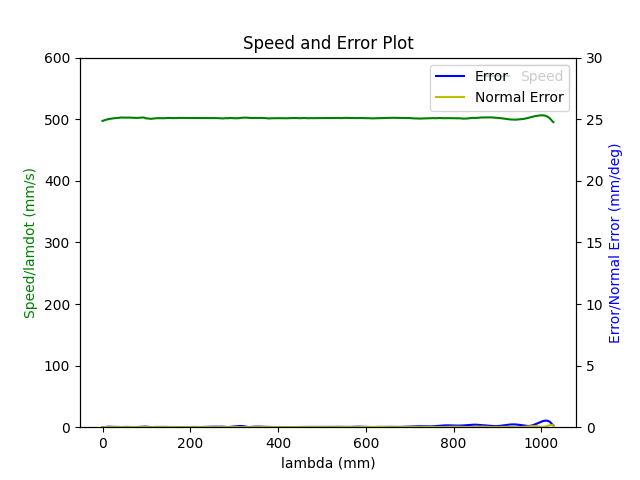 Speed and Error Plot
Error
Speed
Normal Error
600
500
400
300
200
100
0
30
25
20
15
10
5
0
Speed/lamdot (mm/s)
Error/Normal Error (mm/deg)
0 200 400 600 800 1000
lambda (mm)